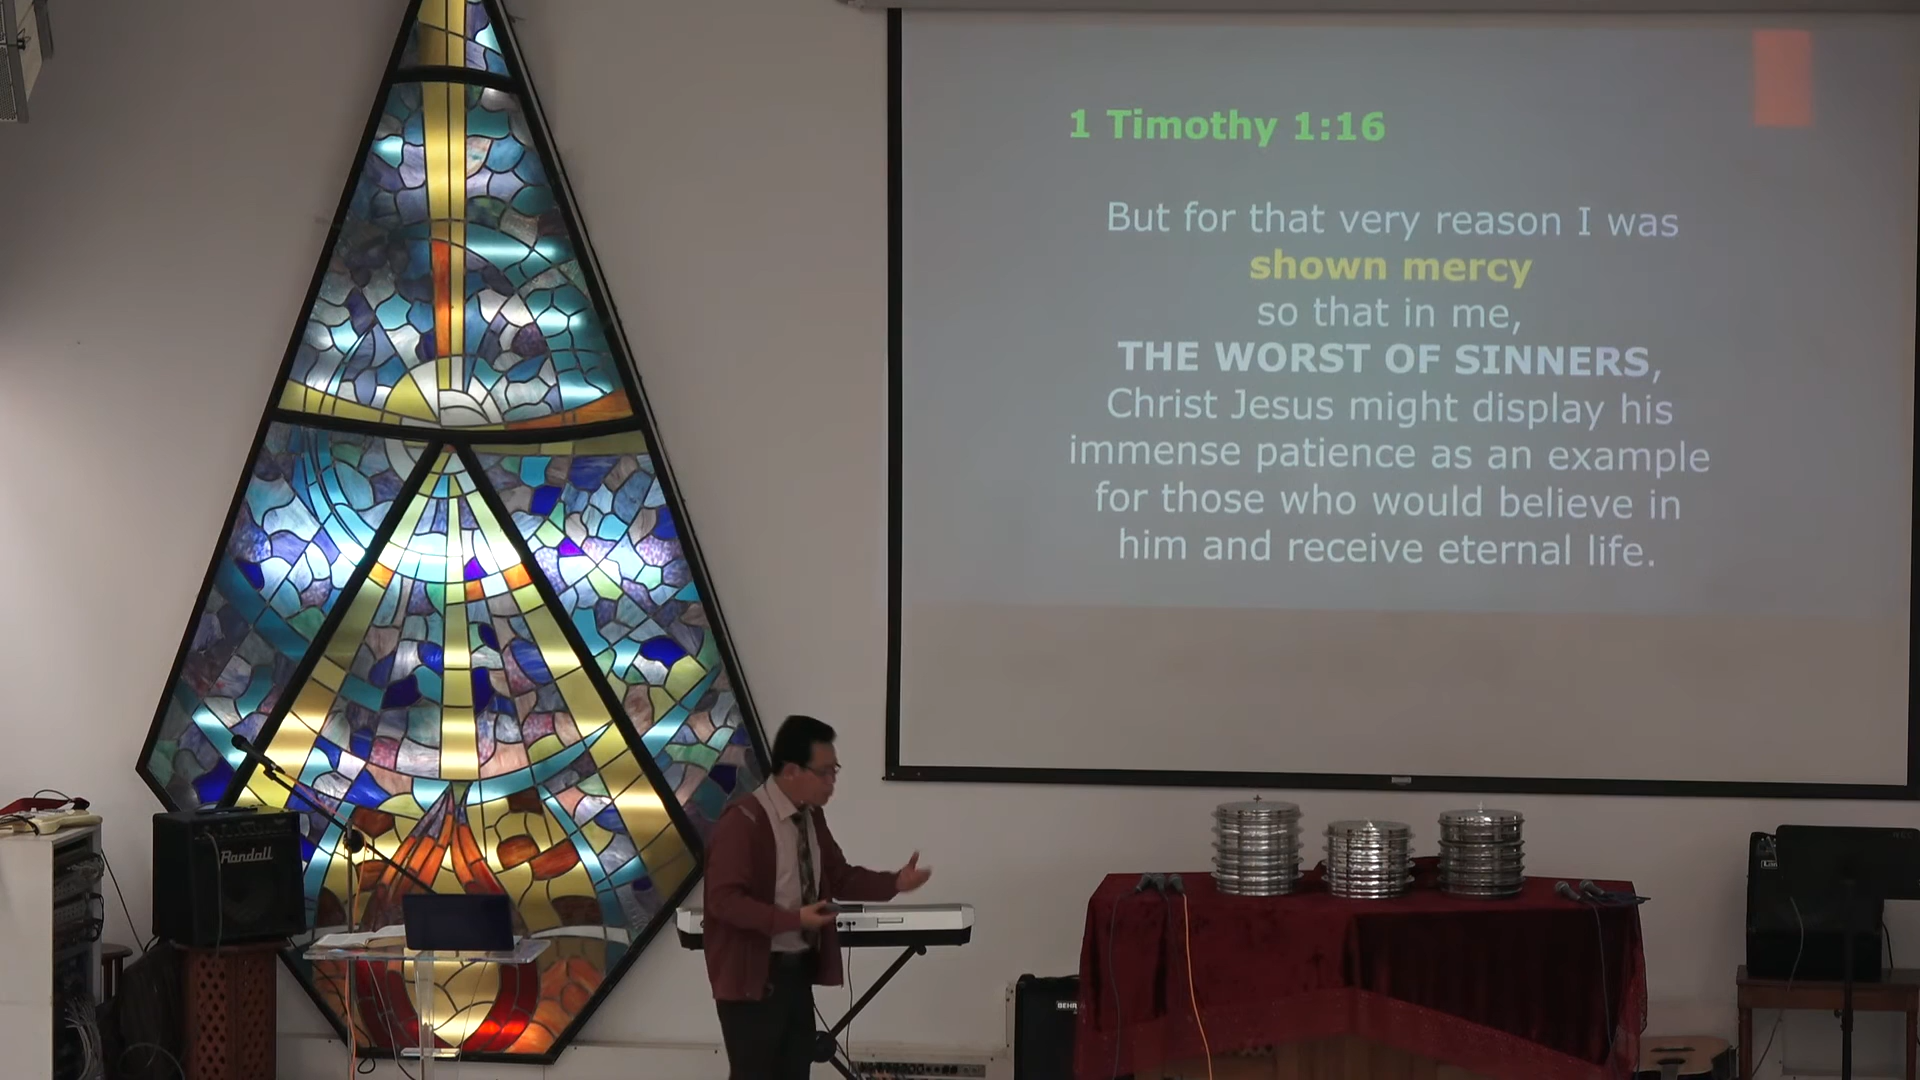 1 Timothy 1:16
But for that very reason I was
shown mercy
so that in me,
THE WORST OF SINNERS,
Christ Jesus might display his
immense patience as an example
for those who would believe in
him and receive eternal life.
Randall